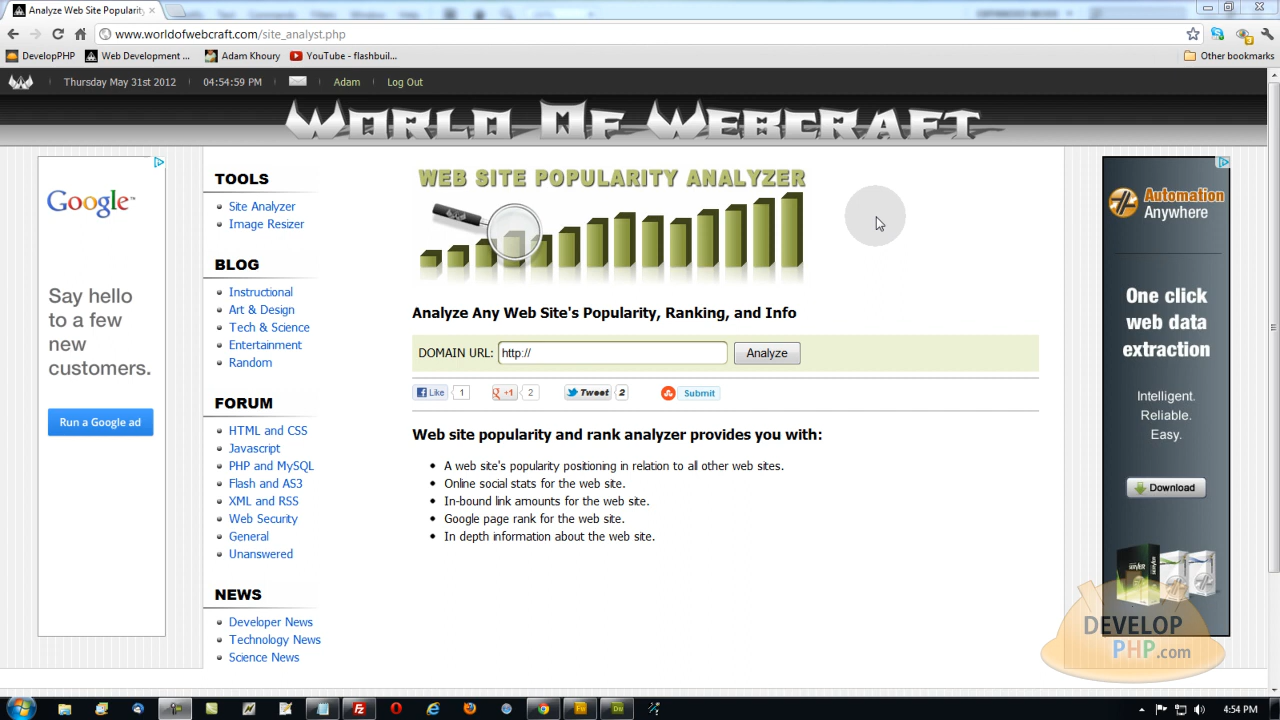 Analyze Web Site Popularity
www.worldofwebcraft.com/site_analyst.php
DevelopPHP
Web Development ...
Adam Khoury
YouTube - flashbuil...
Other bookmarks
Thursday May 31st 2012
04:54:59 PM
Adam
Log Out
WORLD OF WEBCRAFT
Google™
Say hello
to a few
new
customers.
Run a Google ad
TOOLS
Site Analyzer
Image Resizer
BLOG
Instructional
Art & Design
Tech & Science
Entertainment
Random
FORUM
HTML and CSS
Javascript
PHP and MySQL
Flash and AS3
XML and RSS
Web Security
General
Unanswered
NEWS
Developer News
Technology News
Science News
WEB SITE POPULARITY ANALYZER
Analyze Any Web Site's Popularity, Ranking, and Info
DOMAIN URL: http:// Analyze
Like 1 +1 2 Tweet 2 Submit
Web site popularity and rank analyzer provides you with:
A web site's popularity positioning in relation to all other web sites.
Online social stats for the web site.
In-bound link amounts for the web site.
Google page rank for the web site.
In depth information about the web site.
Automation
Anywhere
One click
web data
extraction
Intelligent.
Reliable.
Easy.
Download
DEVELOP
PHP.com
4:54 PM